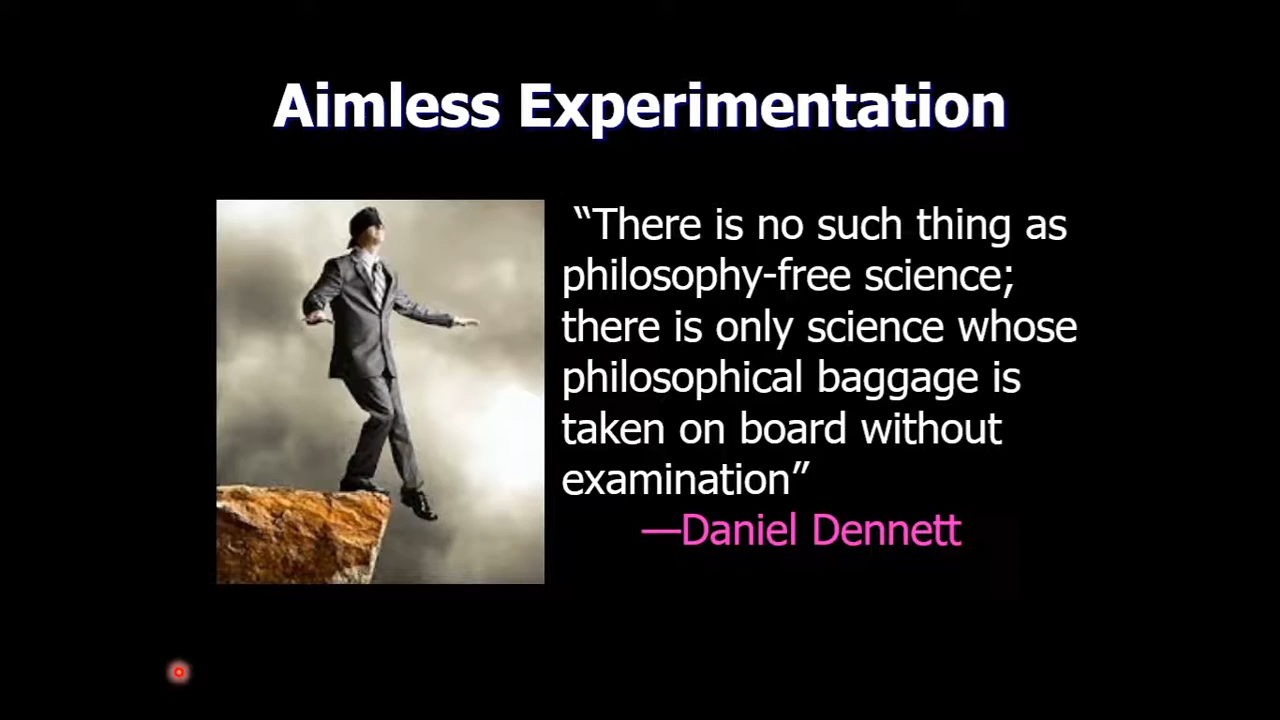 Aimless Experimentation
“There is no such thing as
philosophy-free science;
there is only science whose
philosophical baggage is
taken on board without
examination”
—Daniel Dennett